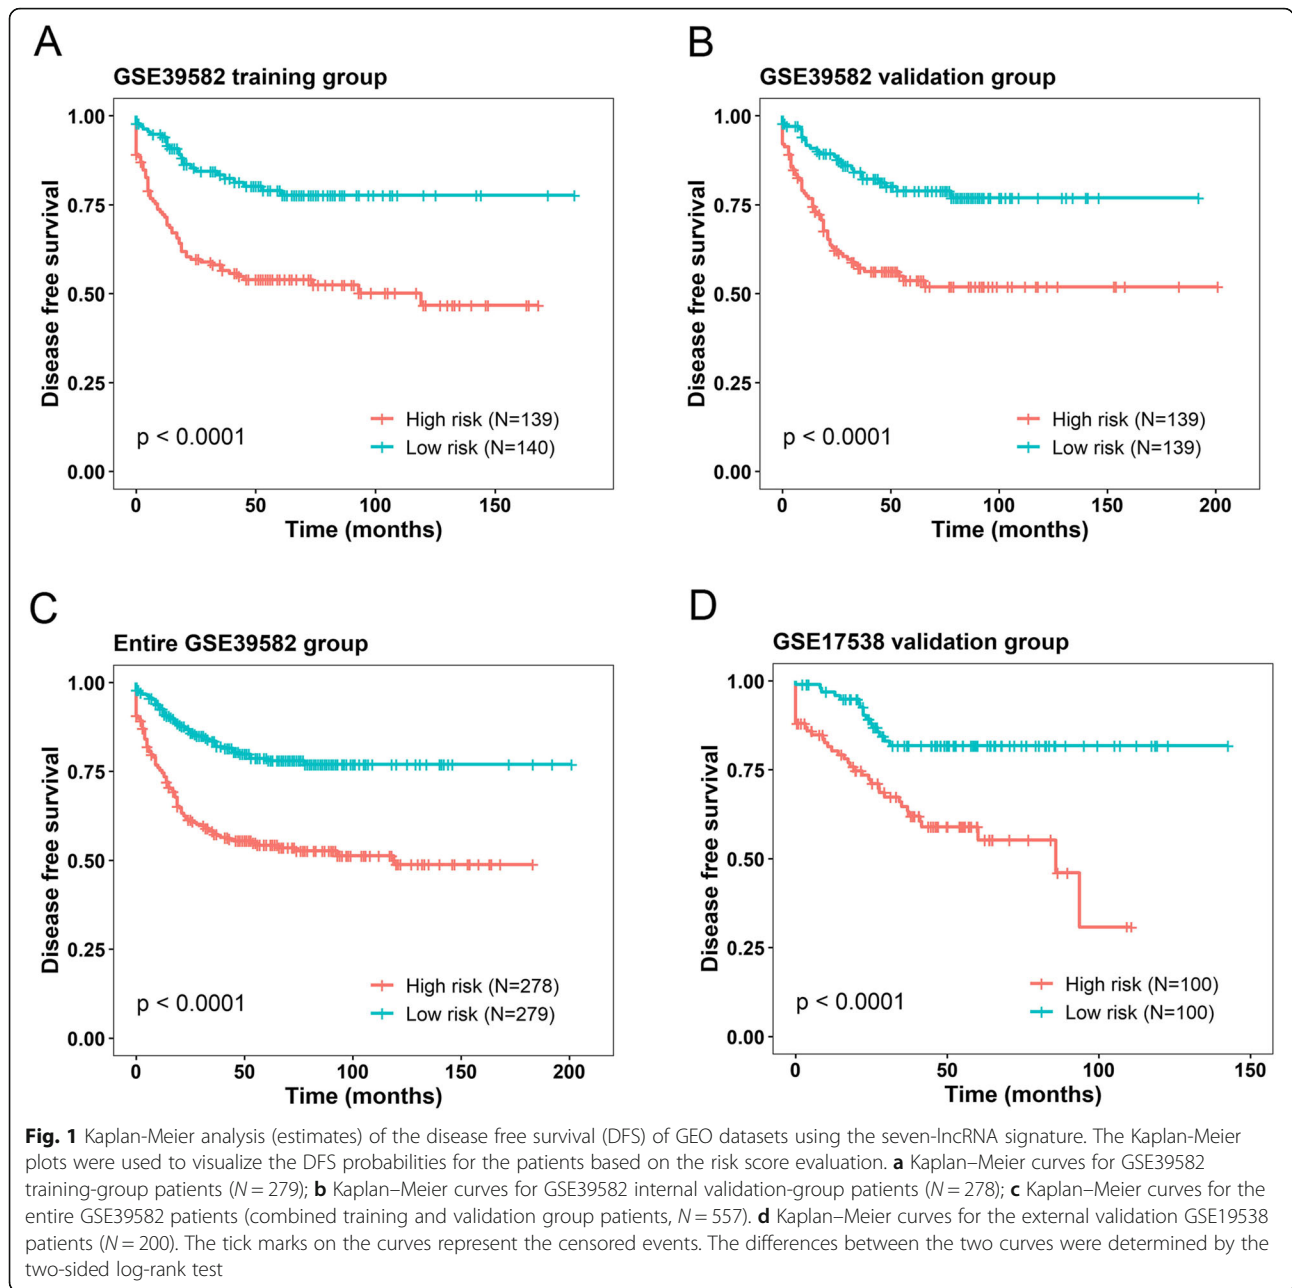 A
GSE39582 training group
1.00
0.75
0.50
0.25
0.00
Disease free survival
High risk (N=139)
Low risk (N=140)
p < 0.0001
0 50 100 150
Time (months)
B
GSE39582 validation group
1.00
0.75
0.50
0.25
0.00
Disease free survival
High risk (N=139)
Low risk (N=139)
p < 0.0001
0 50 100 150 200
Time (months)
C
Entire GSE39582 group
1.00
0.75
0.50
0.25
0.00
Disease free survival
High risk (N=278)
Low risk (N=279)
p < 0.0001
0 50 100 150 200
Time (months)
D
GSE17538 validation group
1.00
0.75
0.50
0.25
0.00
Disease free survival
High risk (N=100)
Low risk (N=100)
p < 0.0001
0 50 100 150
Time (months)
Fig. 1 Kaplan-Meier analysis (estimates) of the disease free survival (DFS) of GEO datasets using the seven-lncRNA signature. The Kaplan-Meier
plots were used to visualize the DFS probabilities for the patients based on the risk score evaluation. a Kaplan–Meier curves for GSE39582
training-group patients (N = 279); b Kaplan–Meier curves for GSE39582 internal validation-group patients (N = 278); c Kaplan–Meier curves for the
entire GSE39582 patients (combined training and validation group patients, N = 557). d Kaplan–Meier curves for the external validation GSE19538
patients (N = 200). The tick marks on the curves represent the censored events. The differences between the two curves were determined by the
two-sided log-rank test